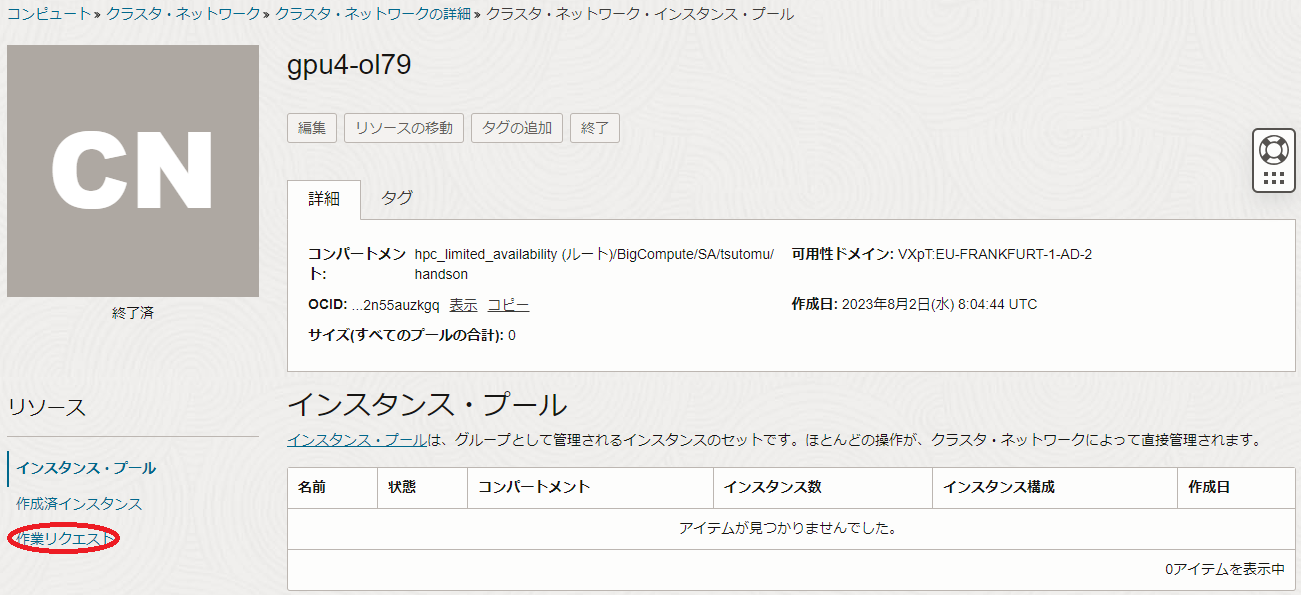 コンピュート » クラスタ・ネットワーク » クラスタ・ネットワークの詳細 » クラスタ・ネットワーク・インスタンス・プール
CN
終了済
gpu4-ol79
編集 リソースの移動 タグの追加 終了
詳細 タグ
コンパートメン hpc_limited_availability (ルート)/BigCompute/SA/tsutomu/ 可用性ドメイン: VXpT:EU-FRANKFURT-1-AD-2
ト: handson
OCID: ...2n55auzkgq 表示 コピー 作成日: 2023年8月2日(水) 8:04:44 UTC
サイズ(すべてのプールの合計): 0
リソース
インスタンス・プール
作成済インスタンス
作業リクエスト
インスタンス・プール
インスタンス・プールは、グループとして管理されるインスタンスのセットです。ほとんどの操作が、クラスタ・ネットワークによって直接管理されます。
名前 状態 コンパートメント インスタンス数 インスタンス構成 作成日
アイテムが見つかりませんでした。
0アイテムを表示中